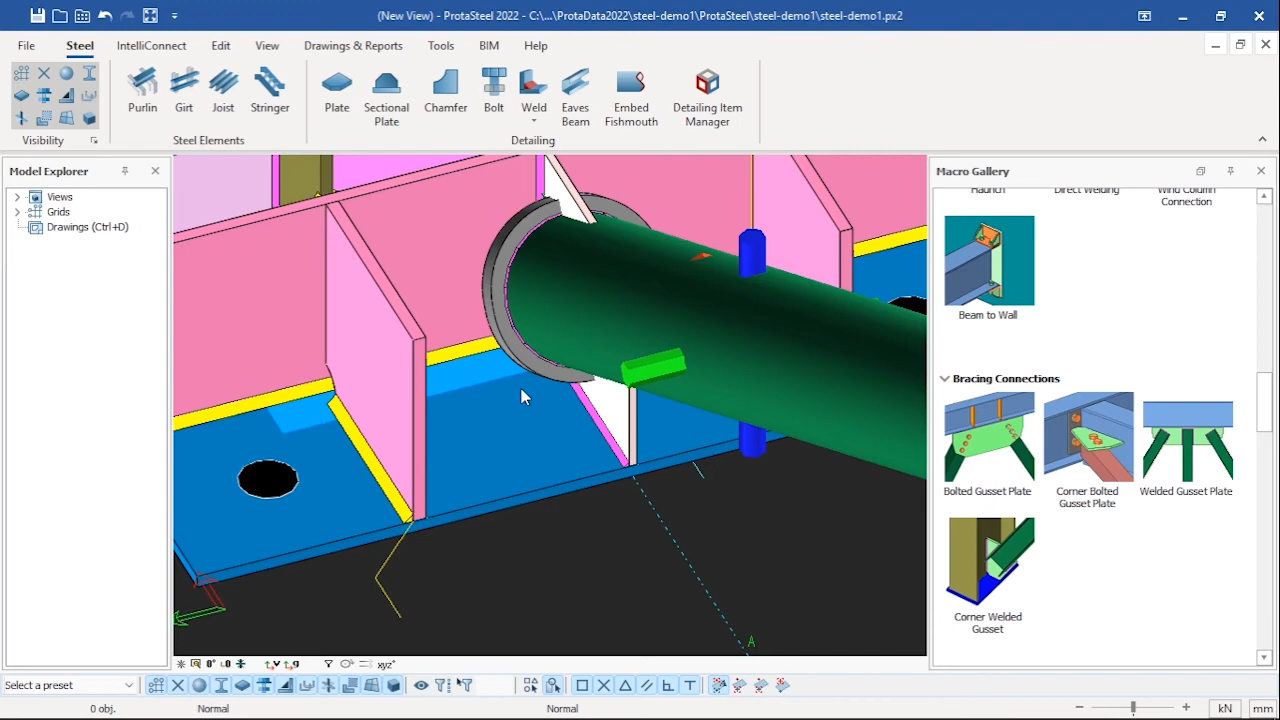 (New View) - ProtaSteel 2022 - C:\...\ProtaData2022\steel-demo1\ProtaSteel\steel-demo1\steel-demo1.px2
File
Steel
IntelliConnect
Edit
View
Drawings & Reports
Tools
BIM
Help
Purlin
Girt
Joist
Stringer
Plate
Sectional
Plate
Chamfer
Bolt
Weld
Eaves
Beam
Embed
Fishmouth
Detailing Item
Manager
Visibility
Steel Elements
Detailing
Model Explorer
Views
Grids
Drawings (Ctrl+D)
A
Macro Gallery
Haunch
Direct Welding
Wind Column
Connection
Beam to Wall
Bracing Connections
Bolted Gusset Plate
Corner Bolted
Gusset Plate
Welded Gusset Plate
Corner Welded
Gusset
xyz*
Select a preset
0 obj.
Normal
Normal
kN
mm